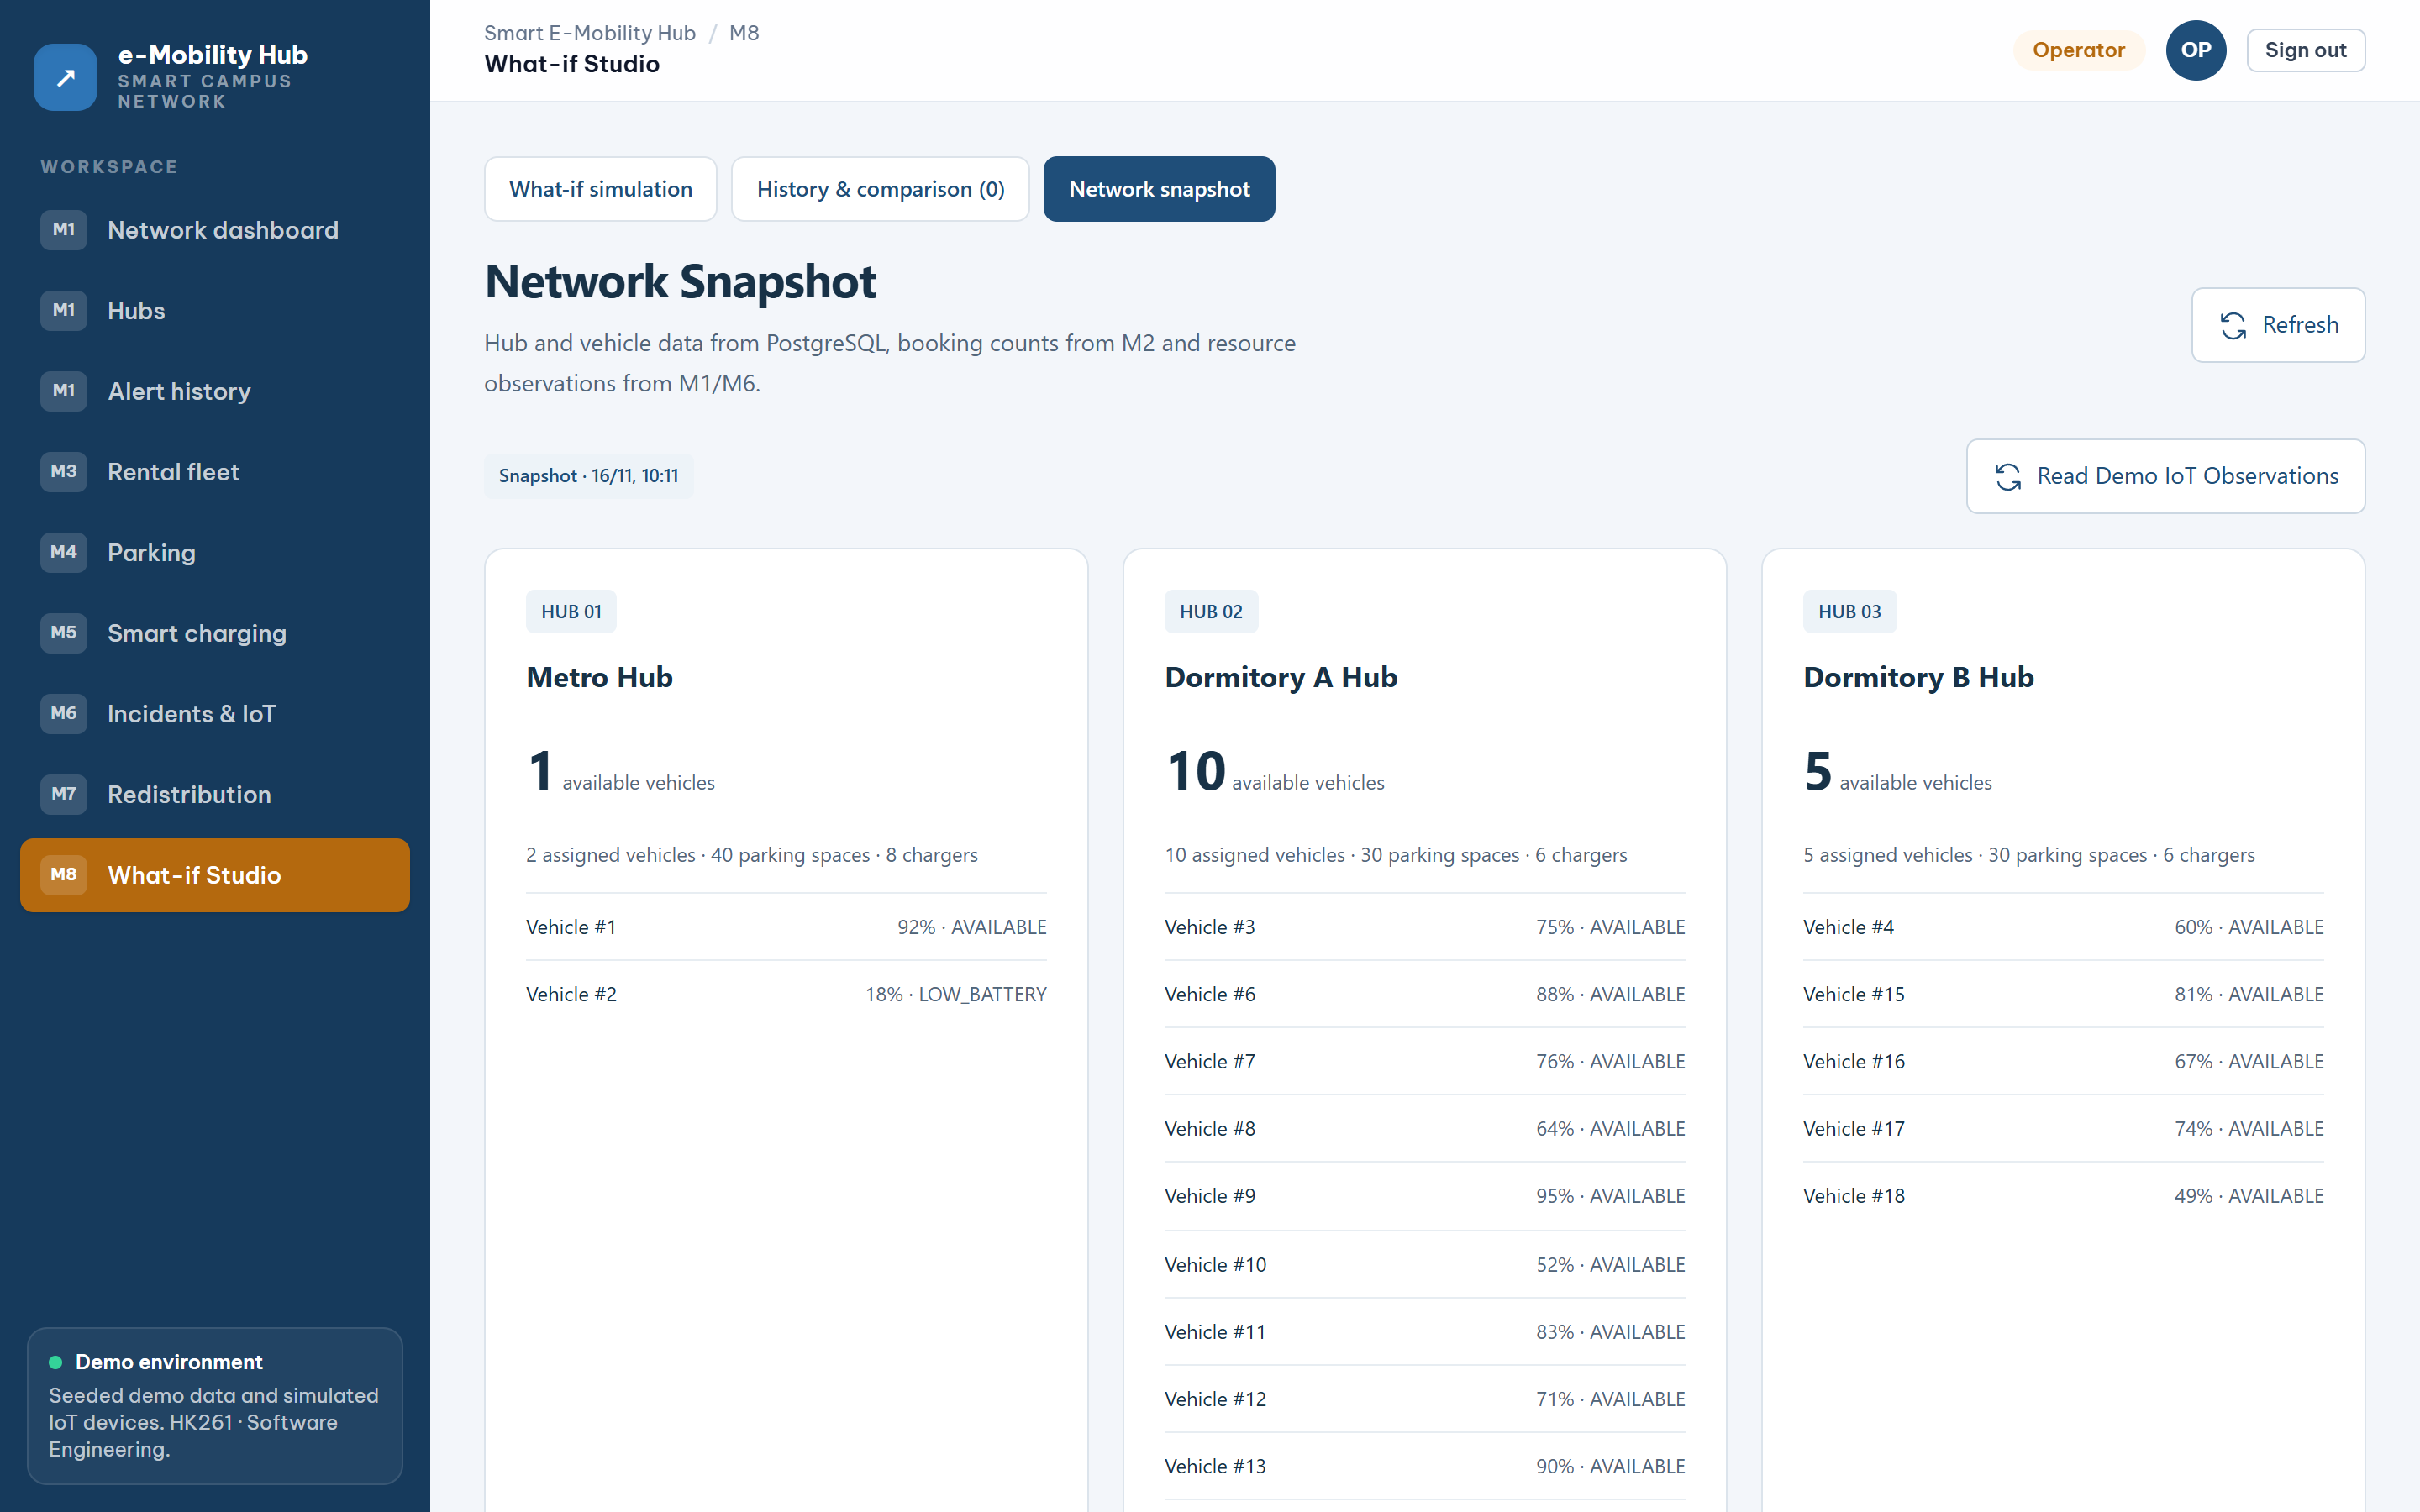 ↗
e-Mobility Hub
SMART CAMPUS
NETWORK
WORKSPACE
M1 Network dashboard
M1 Hubs
M1 Alert history
M3 Rental fleet
M4 Parking
M5 Smart charging
M6 Incidents & IoT
M7 Redistribution
M8 What-if Studio
Demo environment
Seeded demo data and simulated
IoT devices. HK261 · Software
Engineering.
Smart E-Mobility Hub / M8
What-if Studio
Operator
OP
Sign out
What-if simulation
History & comparison (0)
Network snapshot
Network Snapshot
Hub and vehicle data from PostgreSQL, booking counts from M2 and resource
observations from M1/M6.
Refresh
Snapshot · 16/11, 10:11
Read Demo IoT Observations
HUB 01
Metro Hub
1 available vehicles
2 assigned vehicles · 40 parking spaces · 8 chargers
Vehicle #1 92% · AVAILABLE
Vehicle #2 18% · LOW_BATTERY
HUB 02
Dormitory A Hub
10 available vehicles
10 assigned vehicles · 30 parking spaces · 6 chargers
Vehicle #3 75% · AVAILABLE
Vehicle #6 88% · AVAILABLE
Vehicle #7 76% · AVAILABLE
Vehicle #8 64% · AVAILABLE
Vehicle #9 95% · AVAILABLE
Vehicle #10 52% · AVAILABLE
Vehicle #11 83% · AVAILABLE
Vehicle #12 71% · AVAILABLE
Vehicle #13 90% · AVAILABLE
HUB 03
Dormitory B Hub
5 available vehicles
5 assigned vehicles · 30 parking spaces · 6 chargers
Vehicle #4 60% · AVAILABLE
Vehicle #15 81% · AVAILABLE
Vehicle #16 67% · AVAILABLE
Vehicle #17 74% · AVAILABLE
Vehicle #18 49% · AVAILABLE